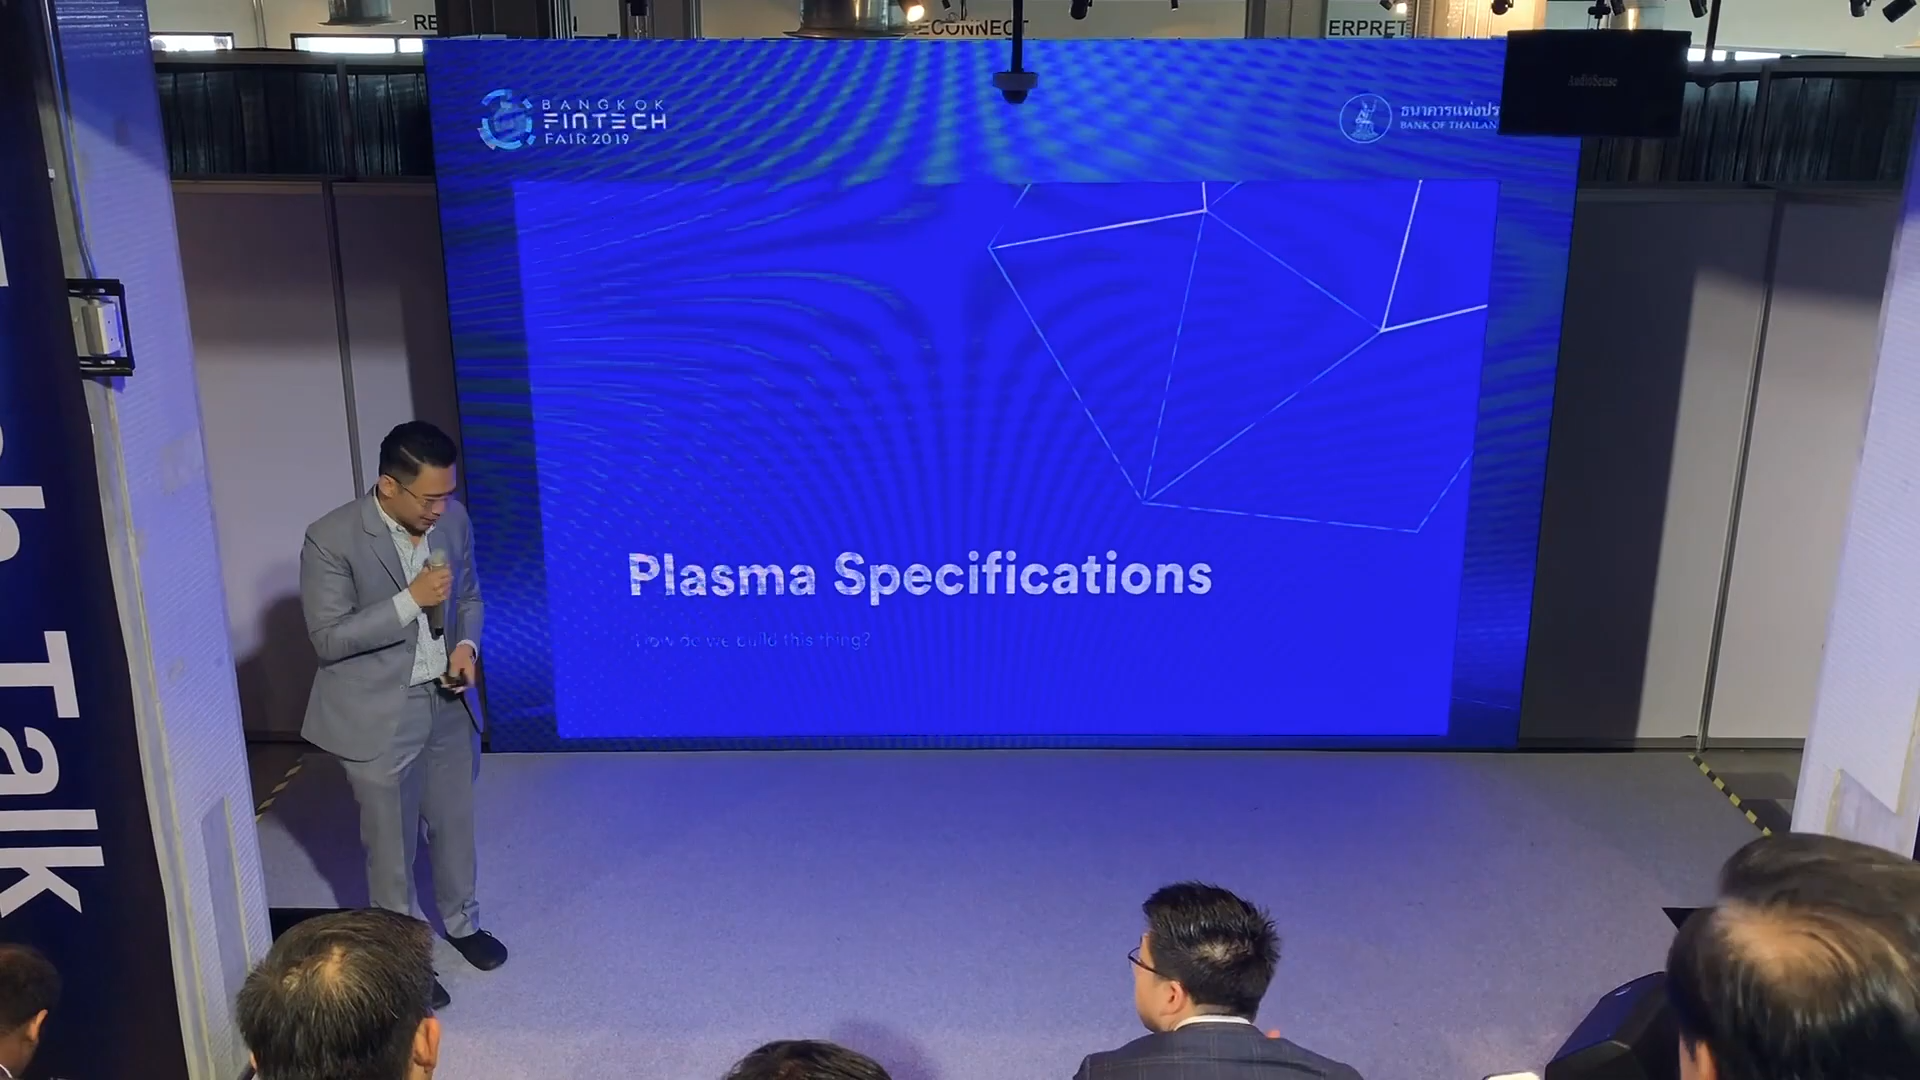 ERPRET
AudioSense
BANGKOK
FINTECH
FAIR 2019
ธนาคารแห่งปร
BANK OF THAILAN
Plasma Specifications
How do we build this thing?
Talk